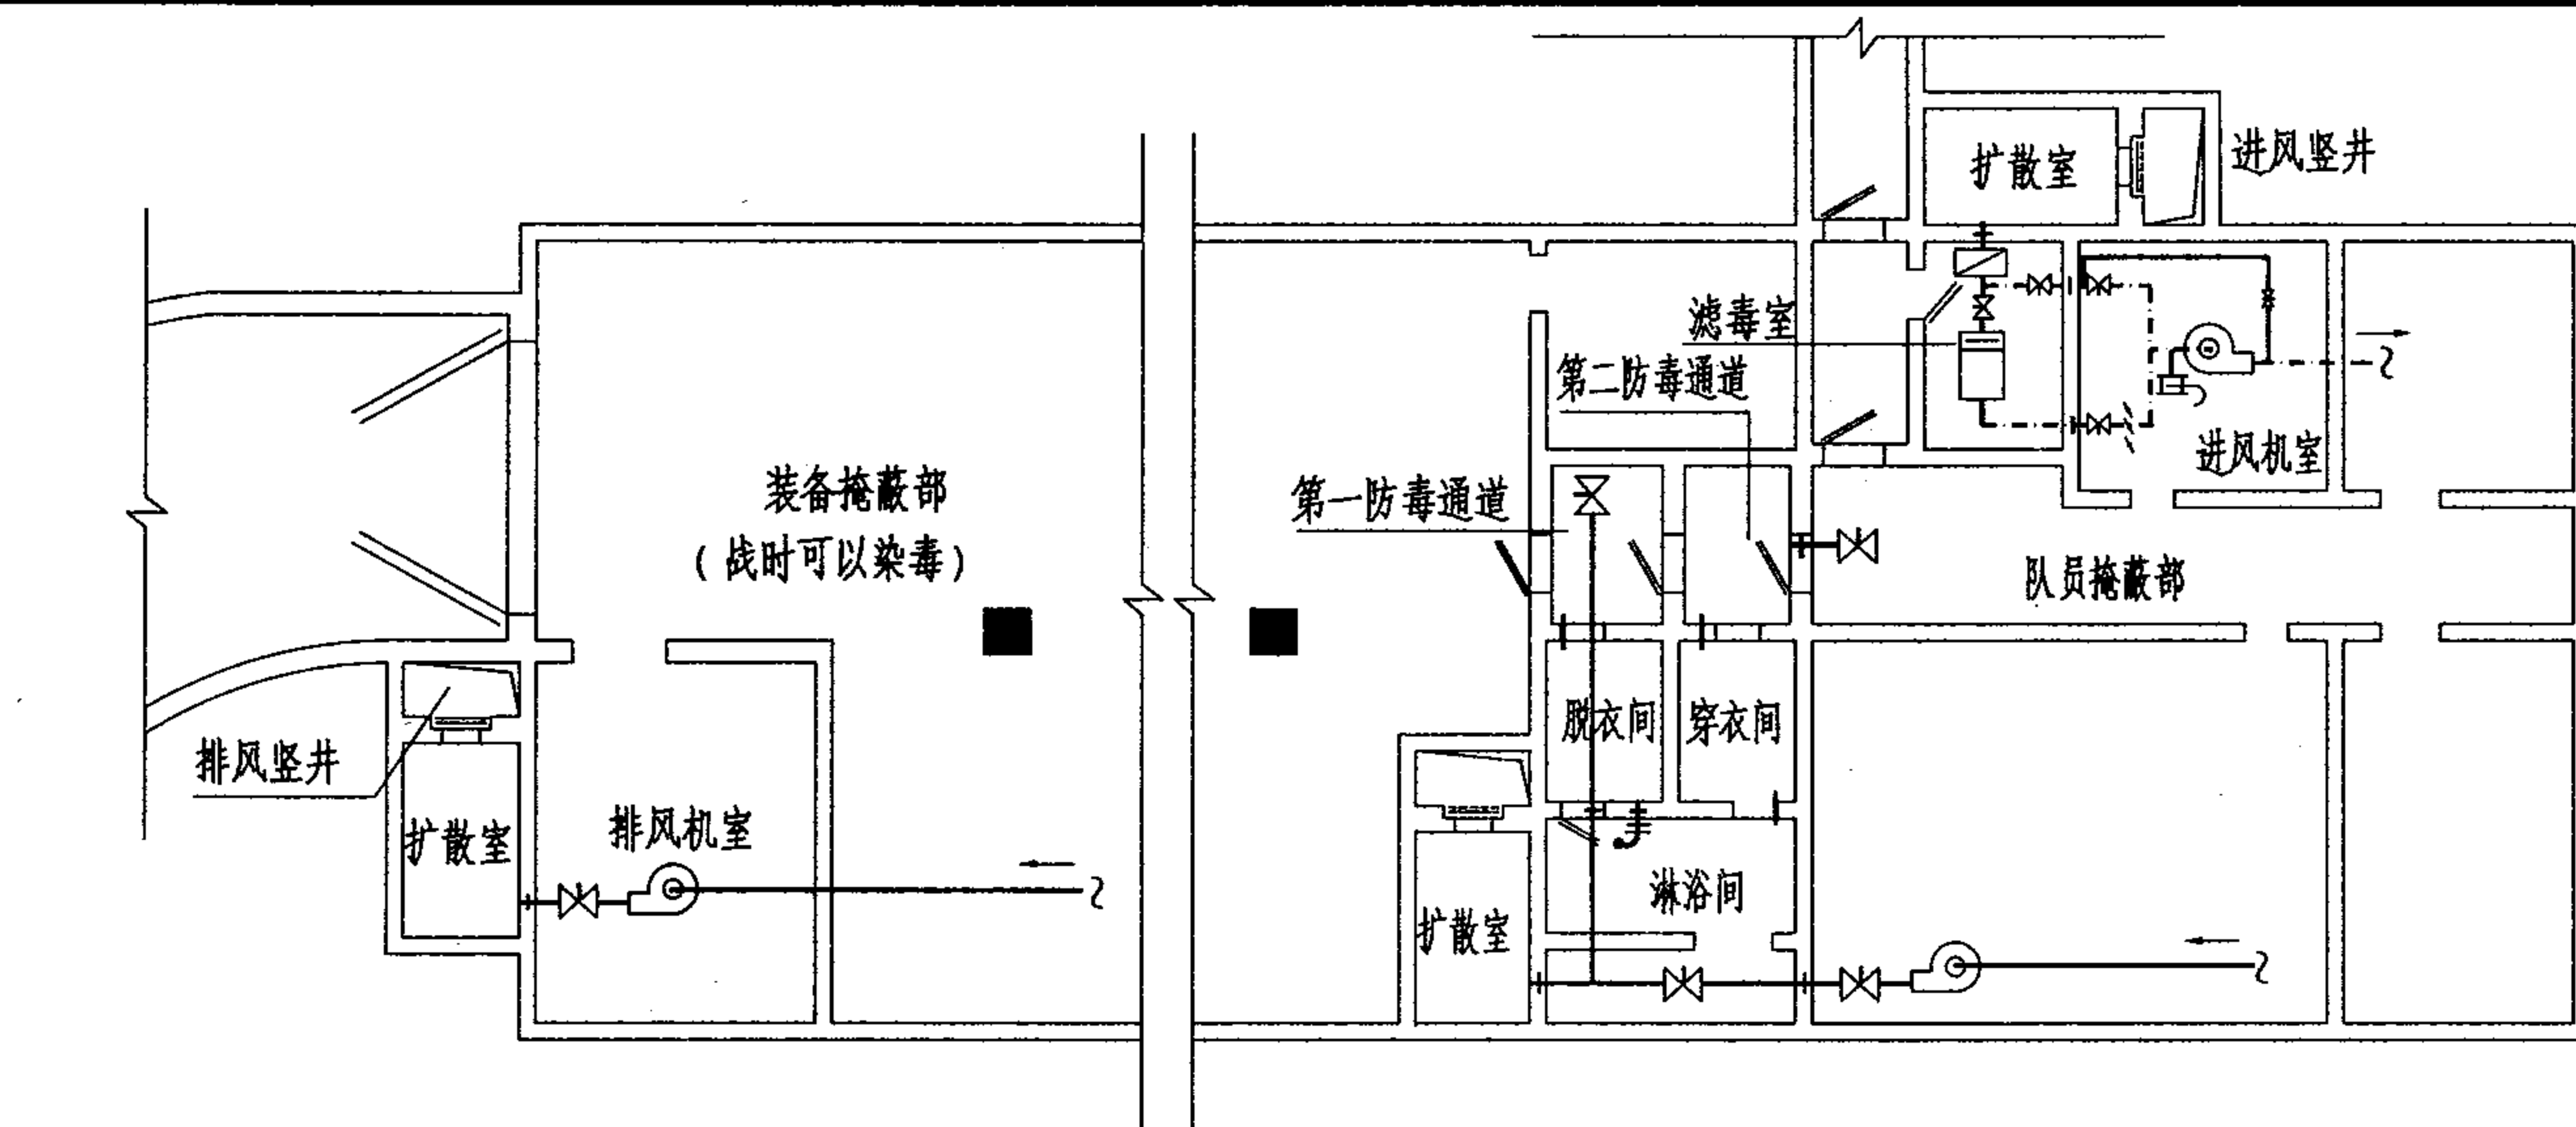 扩散室
进风竖井
滤毒室
第二防毒通道
进风机室
装备掩蔽部
(战时可以染毒)
第一防毒通道
队员掩蔽部
脱衣间
穿衣间
排风竖井
扩散室
排风机室
淋浴间
扩散室